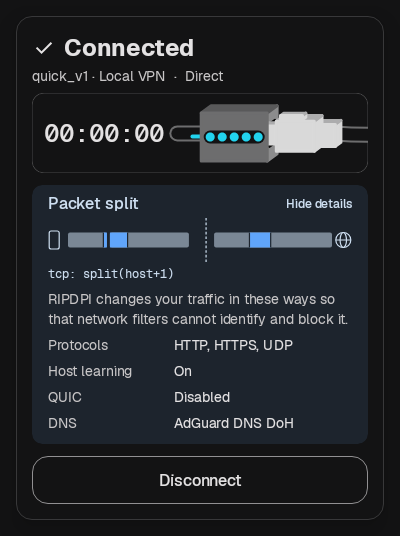 Connected
quick_v1 · Local VPN · Direct
00:00:00
Packet split
Hide details
tcp: split(host+1)
RIPDPI changes your traffic in these ways so
that network filters cannot identify and block it.
Protocols HTTP, HTTPS, UDP
Host learning On
QUIC Disabled
DNS AdGuard DNS DoH
Disconnect